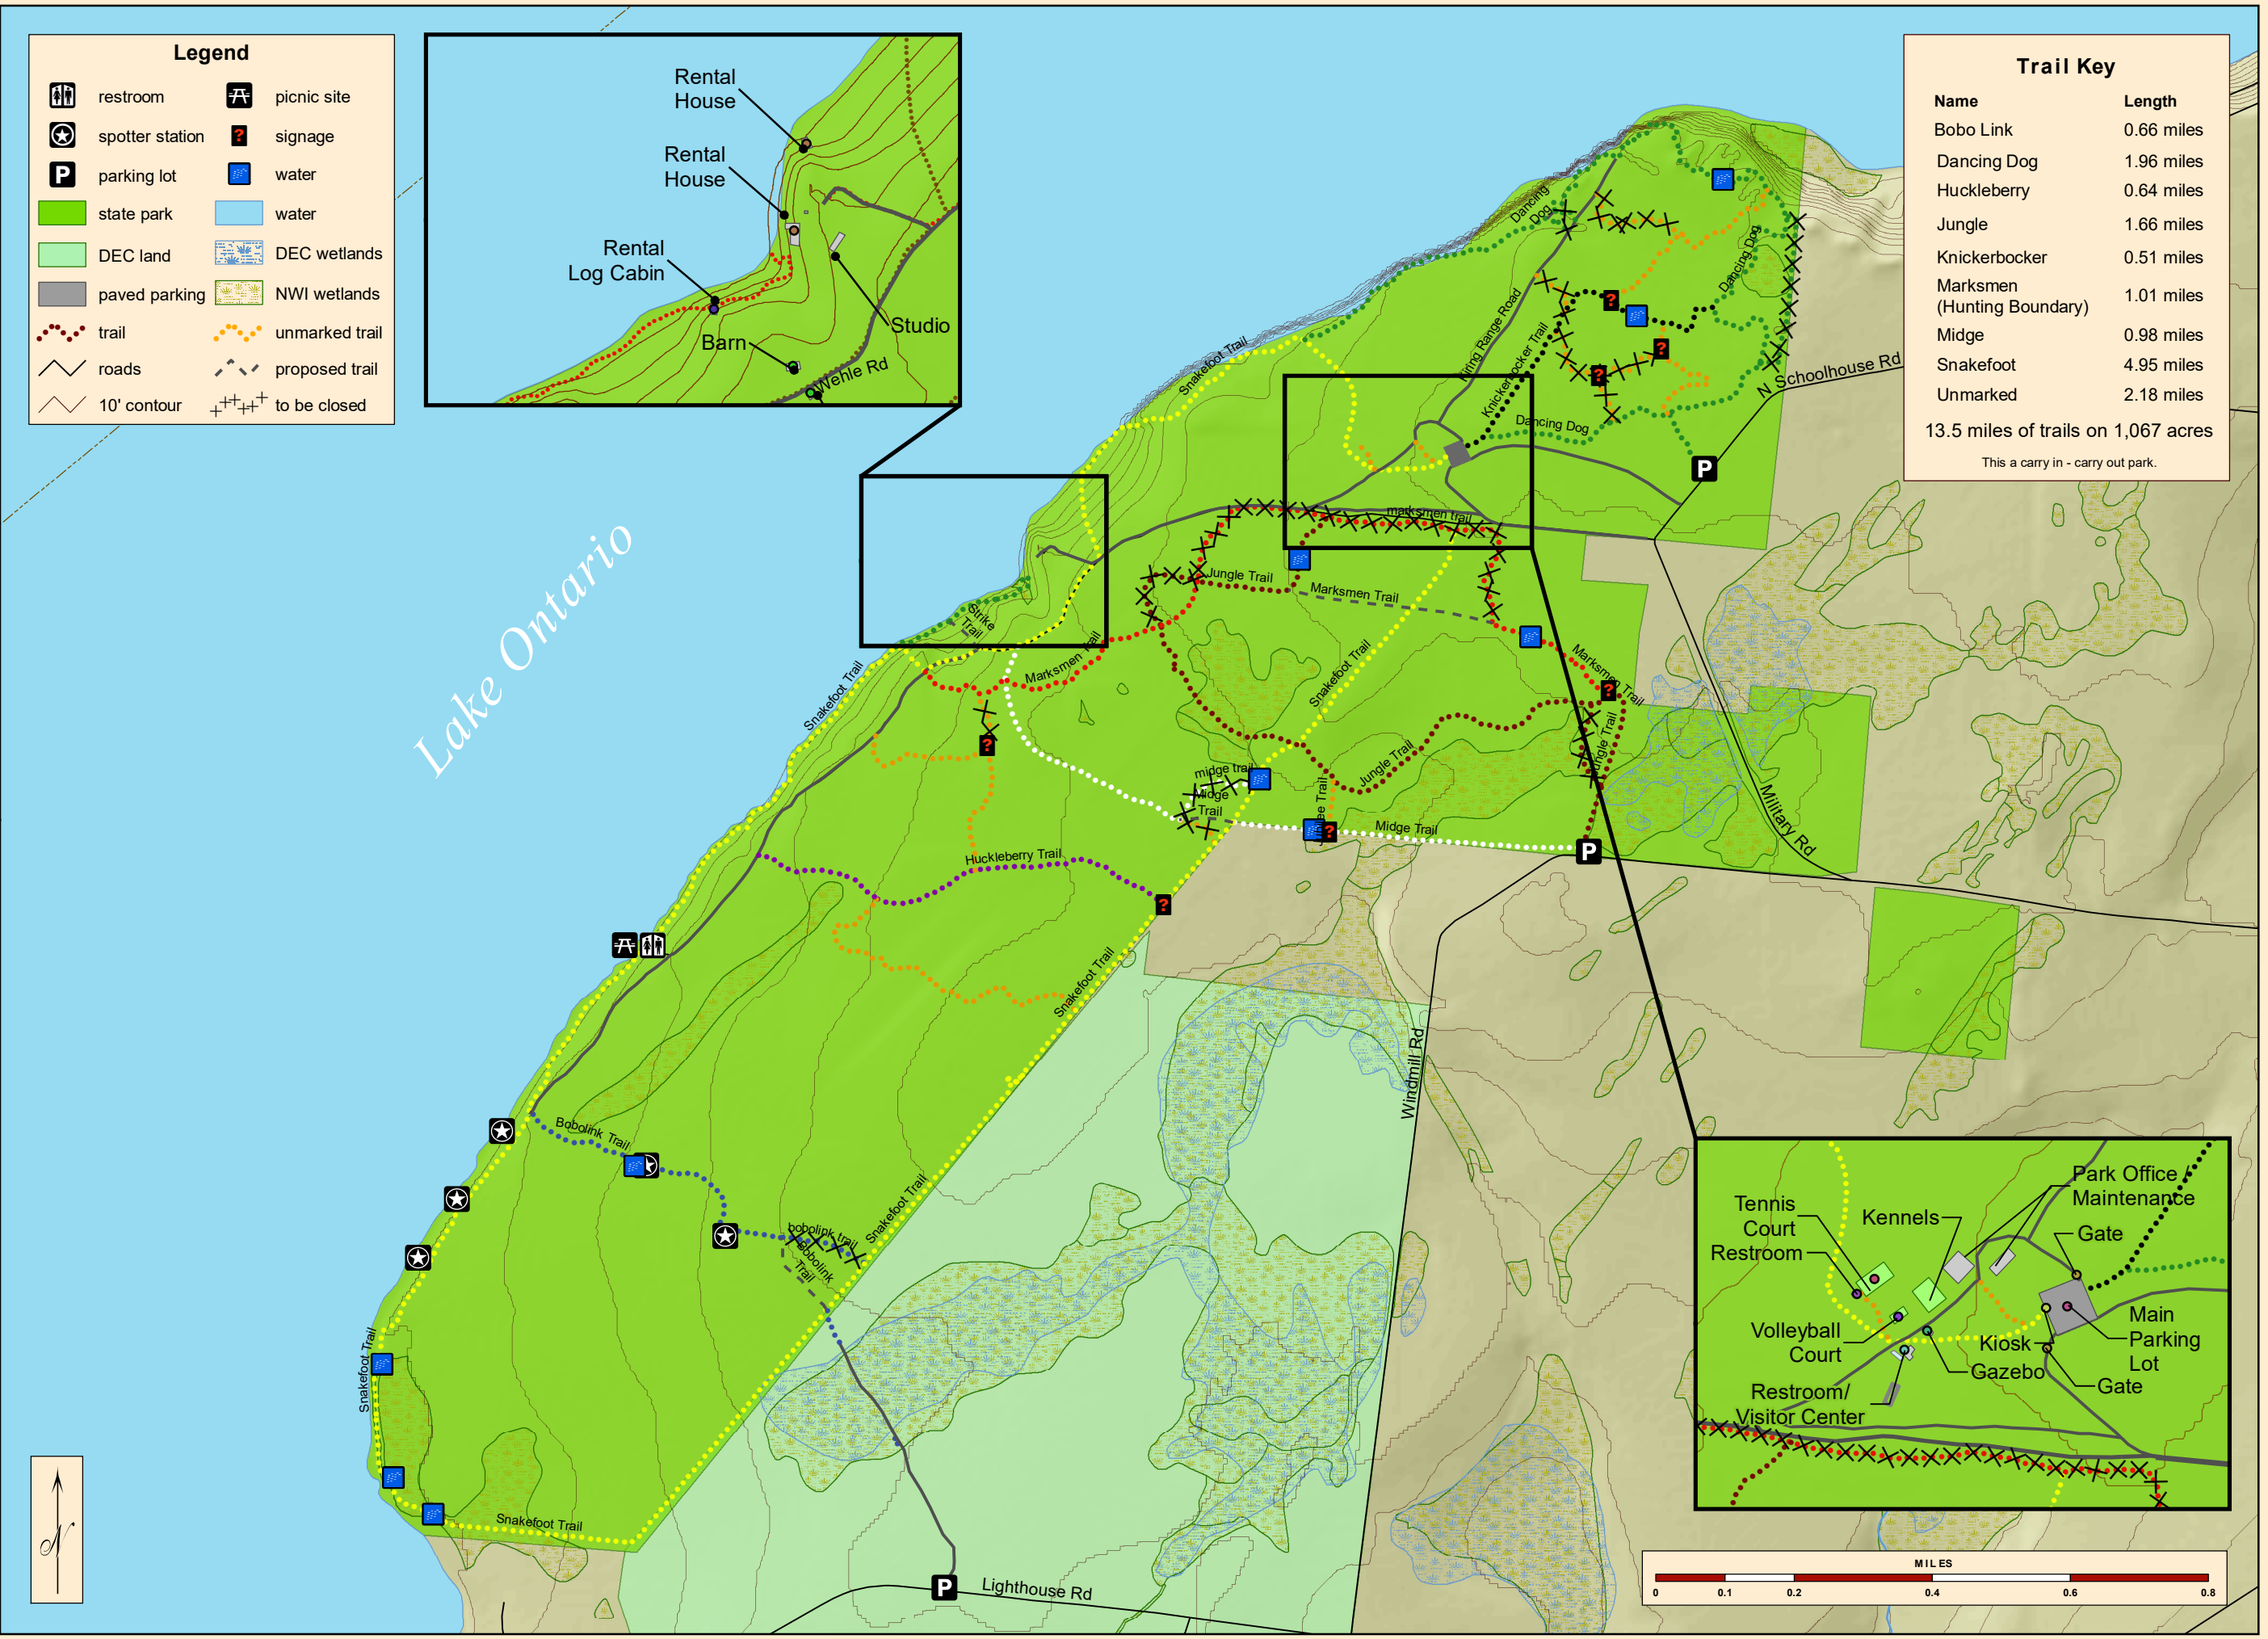 Legend
restroom
picnic site
spotter station
? signage
P parking lot
water
state park
water
DEC land
DEC wetlands
paved parking
NWI wetlands
trail
unmarked trail
roads
proposed trail
10' contour
to be closed
Rental
House
Rental
House
Rental
Log Cabin
Studio
Barn
Wehle Rd
Trail Key
Name Length
Bobo Link 0.66 miles
Dancing Dog 1.96 miles
Huckleberry 0.64 miles
Jungle 1.66 miles
Knickerbocker 0.51 miles
Marksmen
(Hunting Boundary) 1.01 miles
Midge 0.98 miles
Snakefoot 4.95 miles
Unmarked 2.18 miles
13.5 miles of trails on 1,067 acres
This a carry in - carry out park.
Dancing
Dog
Dancing Dog
Firing Range Road
Knickerbocker Trail
Snakefoot Trail
Dancing Dog
N Schoolhouse Rd
P
?
?
?
marksmen trail
Jungle Trail
Marksmen Trail
Lake Ontario
Strike
Trail
Marksmen Trail
Snakefoot Trail
Snakefoot Trail
Marksmen Trail
?
Jungle Trail
Jungle Trail
?
midge trail
Midge
Trail
Midge Trail
?
P
Military Rd
Huckleberry Trail
?
Snakefoot Trail
Windmill Rd
Bobolink Trail
Snakefoot Trail
bobolink trail
Bobolink
Trail
Snakefoot Trail
Snakefoot Trail
P
Lighthouse Rd
Park Office /
Maintenance
Tennis
Court
Kennels
Restroom
Gate
Volleyball
Court
Main
Parking
Lot
Kiosk
Gazebo
Gate
Restroom/
Visitor Center
N
MILES
0 0.1 0.2 0.4 0.6 0.8